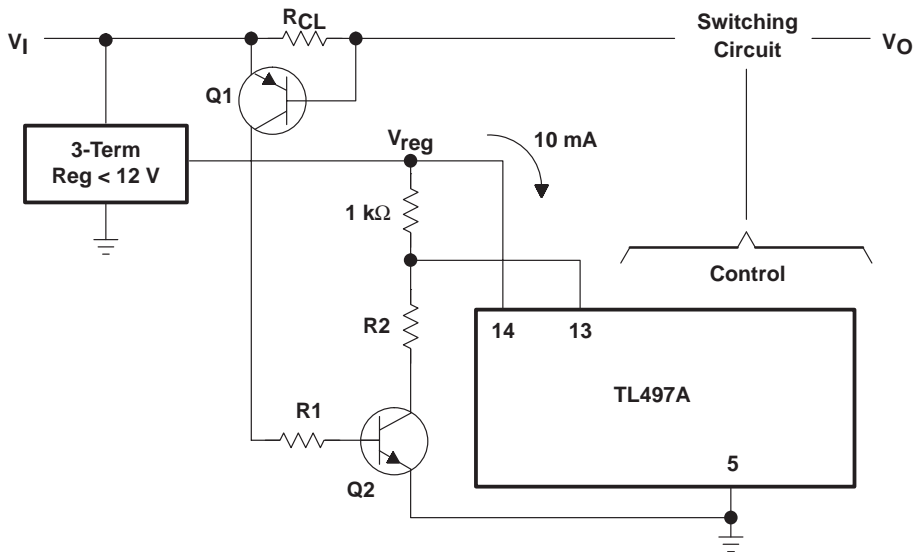 V_I
R_CL
Switching
Circuit
V_O
Q1
3-Term
Reg < 12 V
V_reg
10 mA
1 kΩ
Control
R2
14
13
TL497A
R1
5
Q2